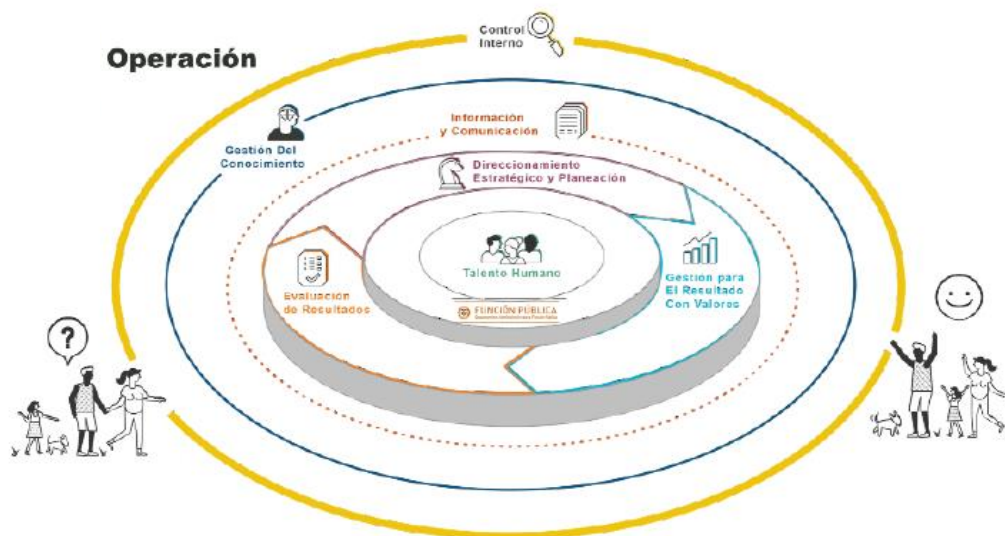 Operación
Control
Interno
Gestión Del
Conocimiento
Información
y Comunicación
Direccionamiento
Estratégico y Planeación
Talento Humano
Gestión para
El Resultado
Con Valores
Evaluación
de Resultados
FUNCIÓN PÚBLICA
?